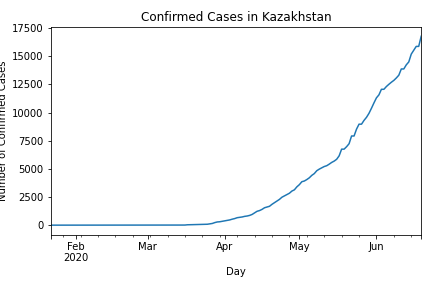 Confirmed Cases in Kazakhstan
Number of Confirmed Cases
17500
15000
12500
10000
7500
5000
2500
0
Feb
2020
Mar
Apr
May
Jun
Day